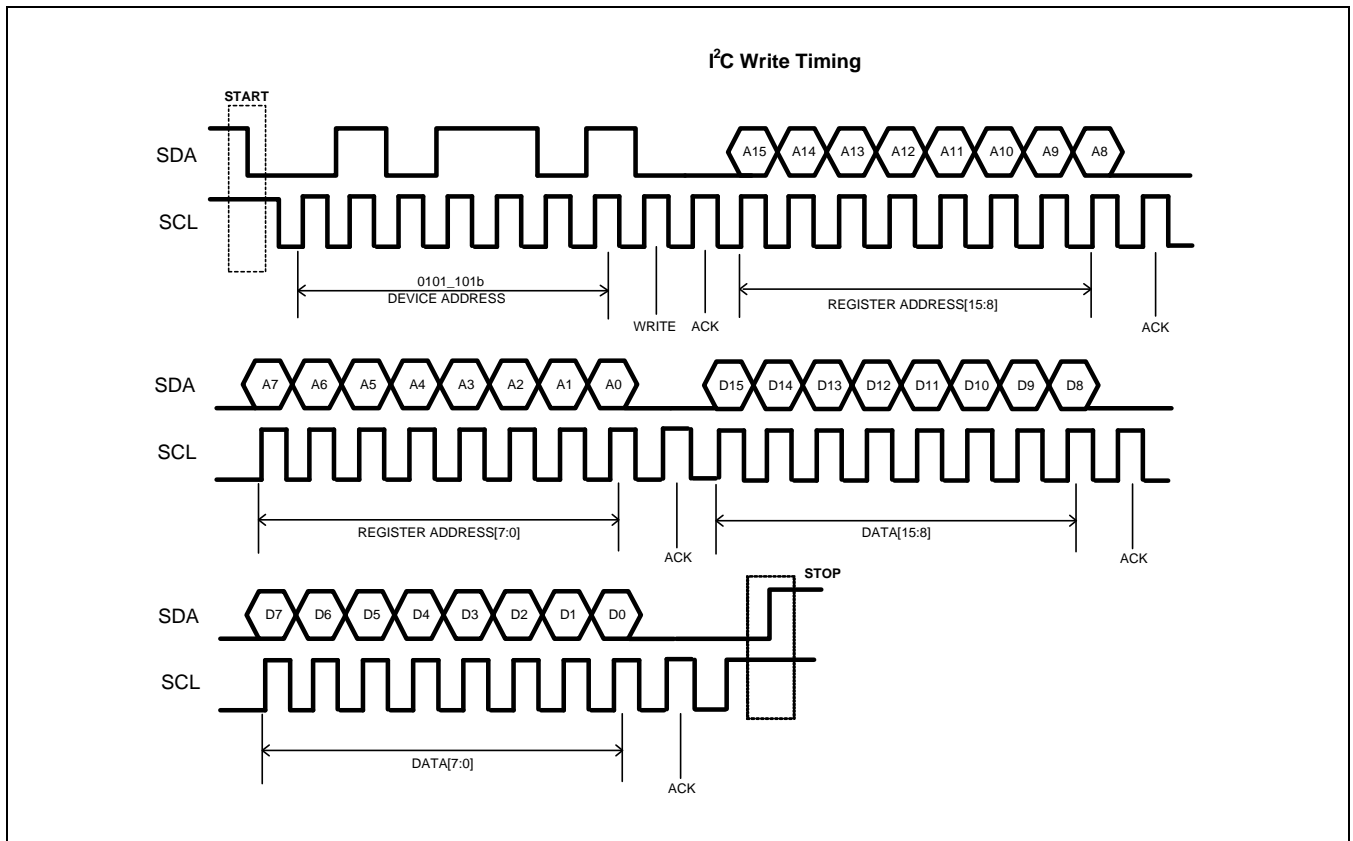 I²C Write Timing
START
SDA A15 A14 A13 A12 A11 A10 A9 A8
SCL
0101_101b
DEVICE ADDRESS
REGISTER ADDRESS[15:8]
WRITE ACK ACK
SDA A7 A6 A5 A4 A3 A2 A1 A0 D15 D14 D13 D12 D11 D10 D9 D8
SCL
REGISTER ADDRESS[7:0] DATA[15:8]
ACK ACK
STOP
SDA D7 D6 D5 D4 D3 D2 D1 D0
SCL
DATA[7:0]
ACK